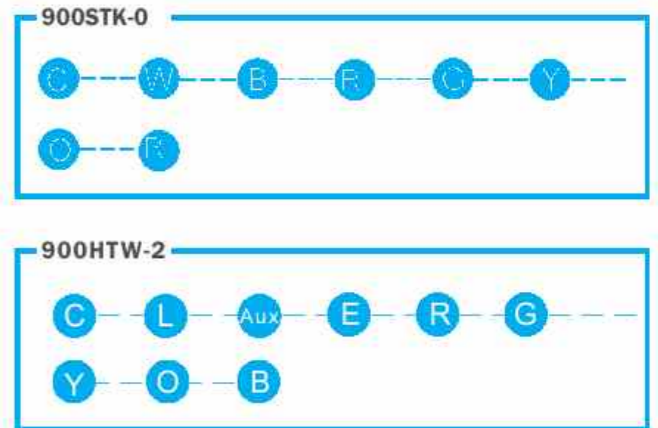 900STK-0
C W B R G Y
O R
900HTW-2
C L Aux E R G
Y O B